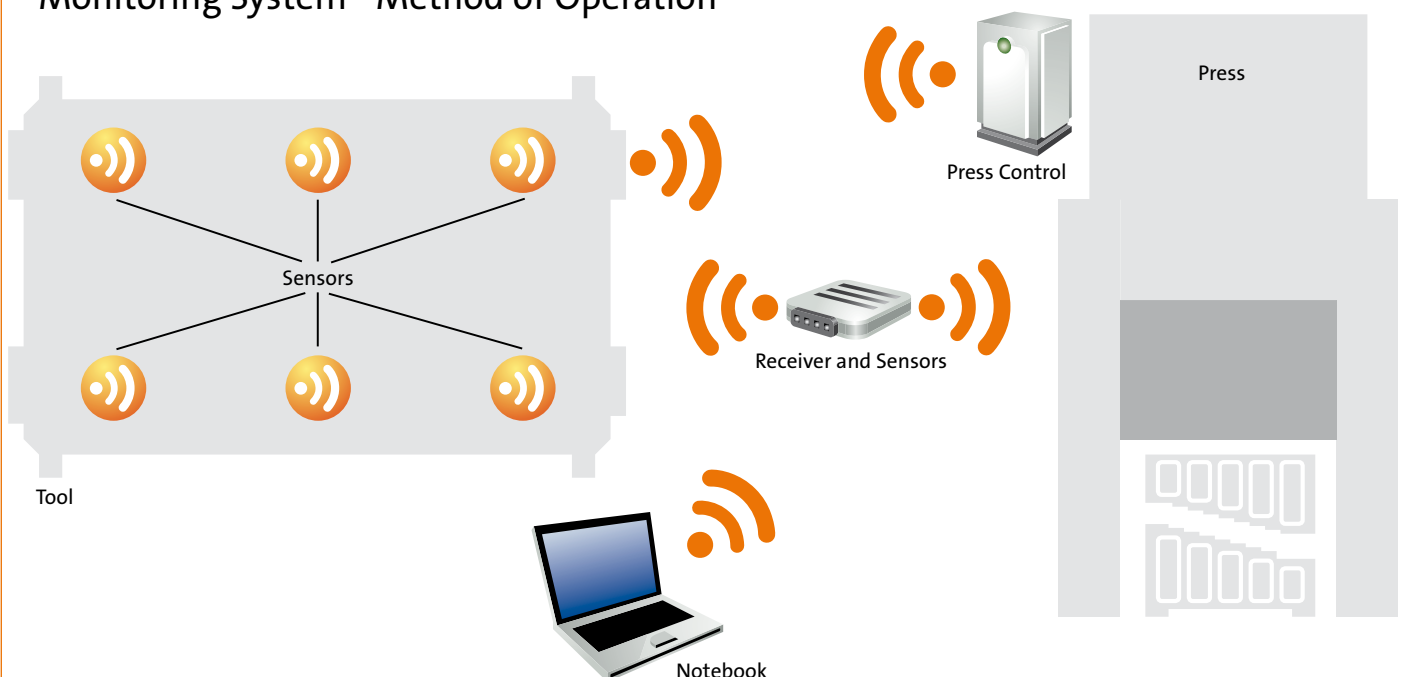 Monitoring System - Method of Operation
Press
Press Control
Sensors
Receiver and Sensors
Tool
Notebook